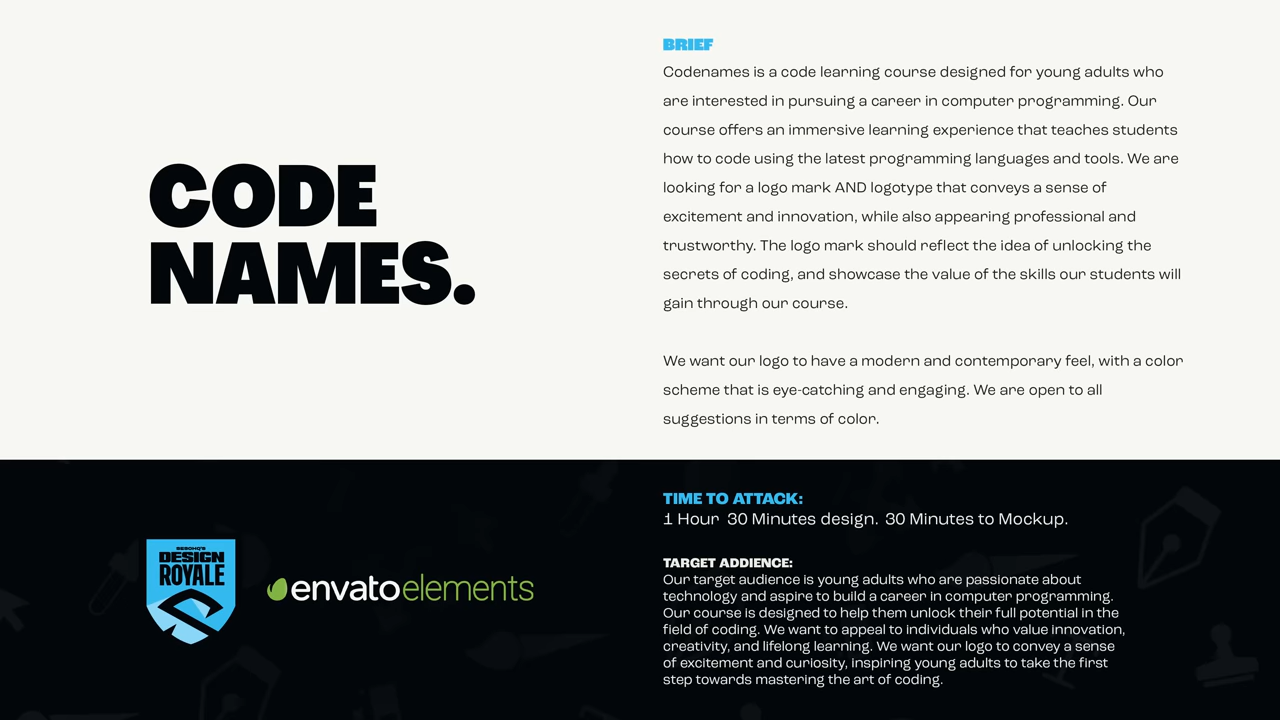 CODE
NAMES.
BRIEF
Codenames is a code learning course designed for young adults who
are interested in pursuing a career in computer programming. Our
course offers an immersive learning experience that teaches students
how to code using the latest programming languages and tools. We are
looking for a logo mark AND logotype that conveys a sense of
excitement and innovation, while also appearing professional and
trustworthy. The logo mark should reflect the idea of unlocking the
secrets of coding, and showcase the value of the skills our students will
gain through our course.
We want our logo to have a modern and contemporary feel, with a color
scheme that is eye-catching and engaging. We are open to all
suggestions in terms of color.
DESIGN
ROYALE
envatoelements
TIME TO ATTACK:
1 Hour 30 Minutes design. 30 Minutes to Mockup.
TARGET ADDIENCE:
Our target audience is young adults who are passionate about
technology and aspire to build a career in computer programming.
Our course is designed to help them unlock their full potential in the
field of coding. We want to appeal to individuals who value innovation,
creativity, and lifelong learning. We want our logo to convey a sense
of excitement and curiosity, inspiring young adults to take the first
step towards mastering the art of coding.